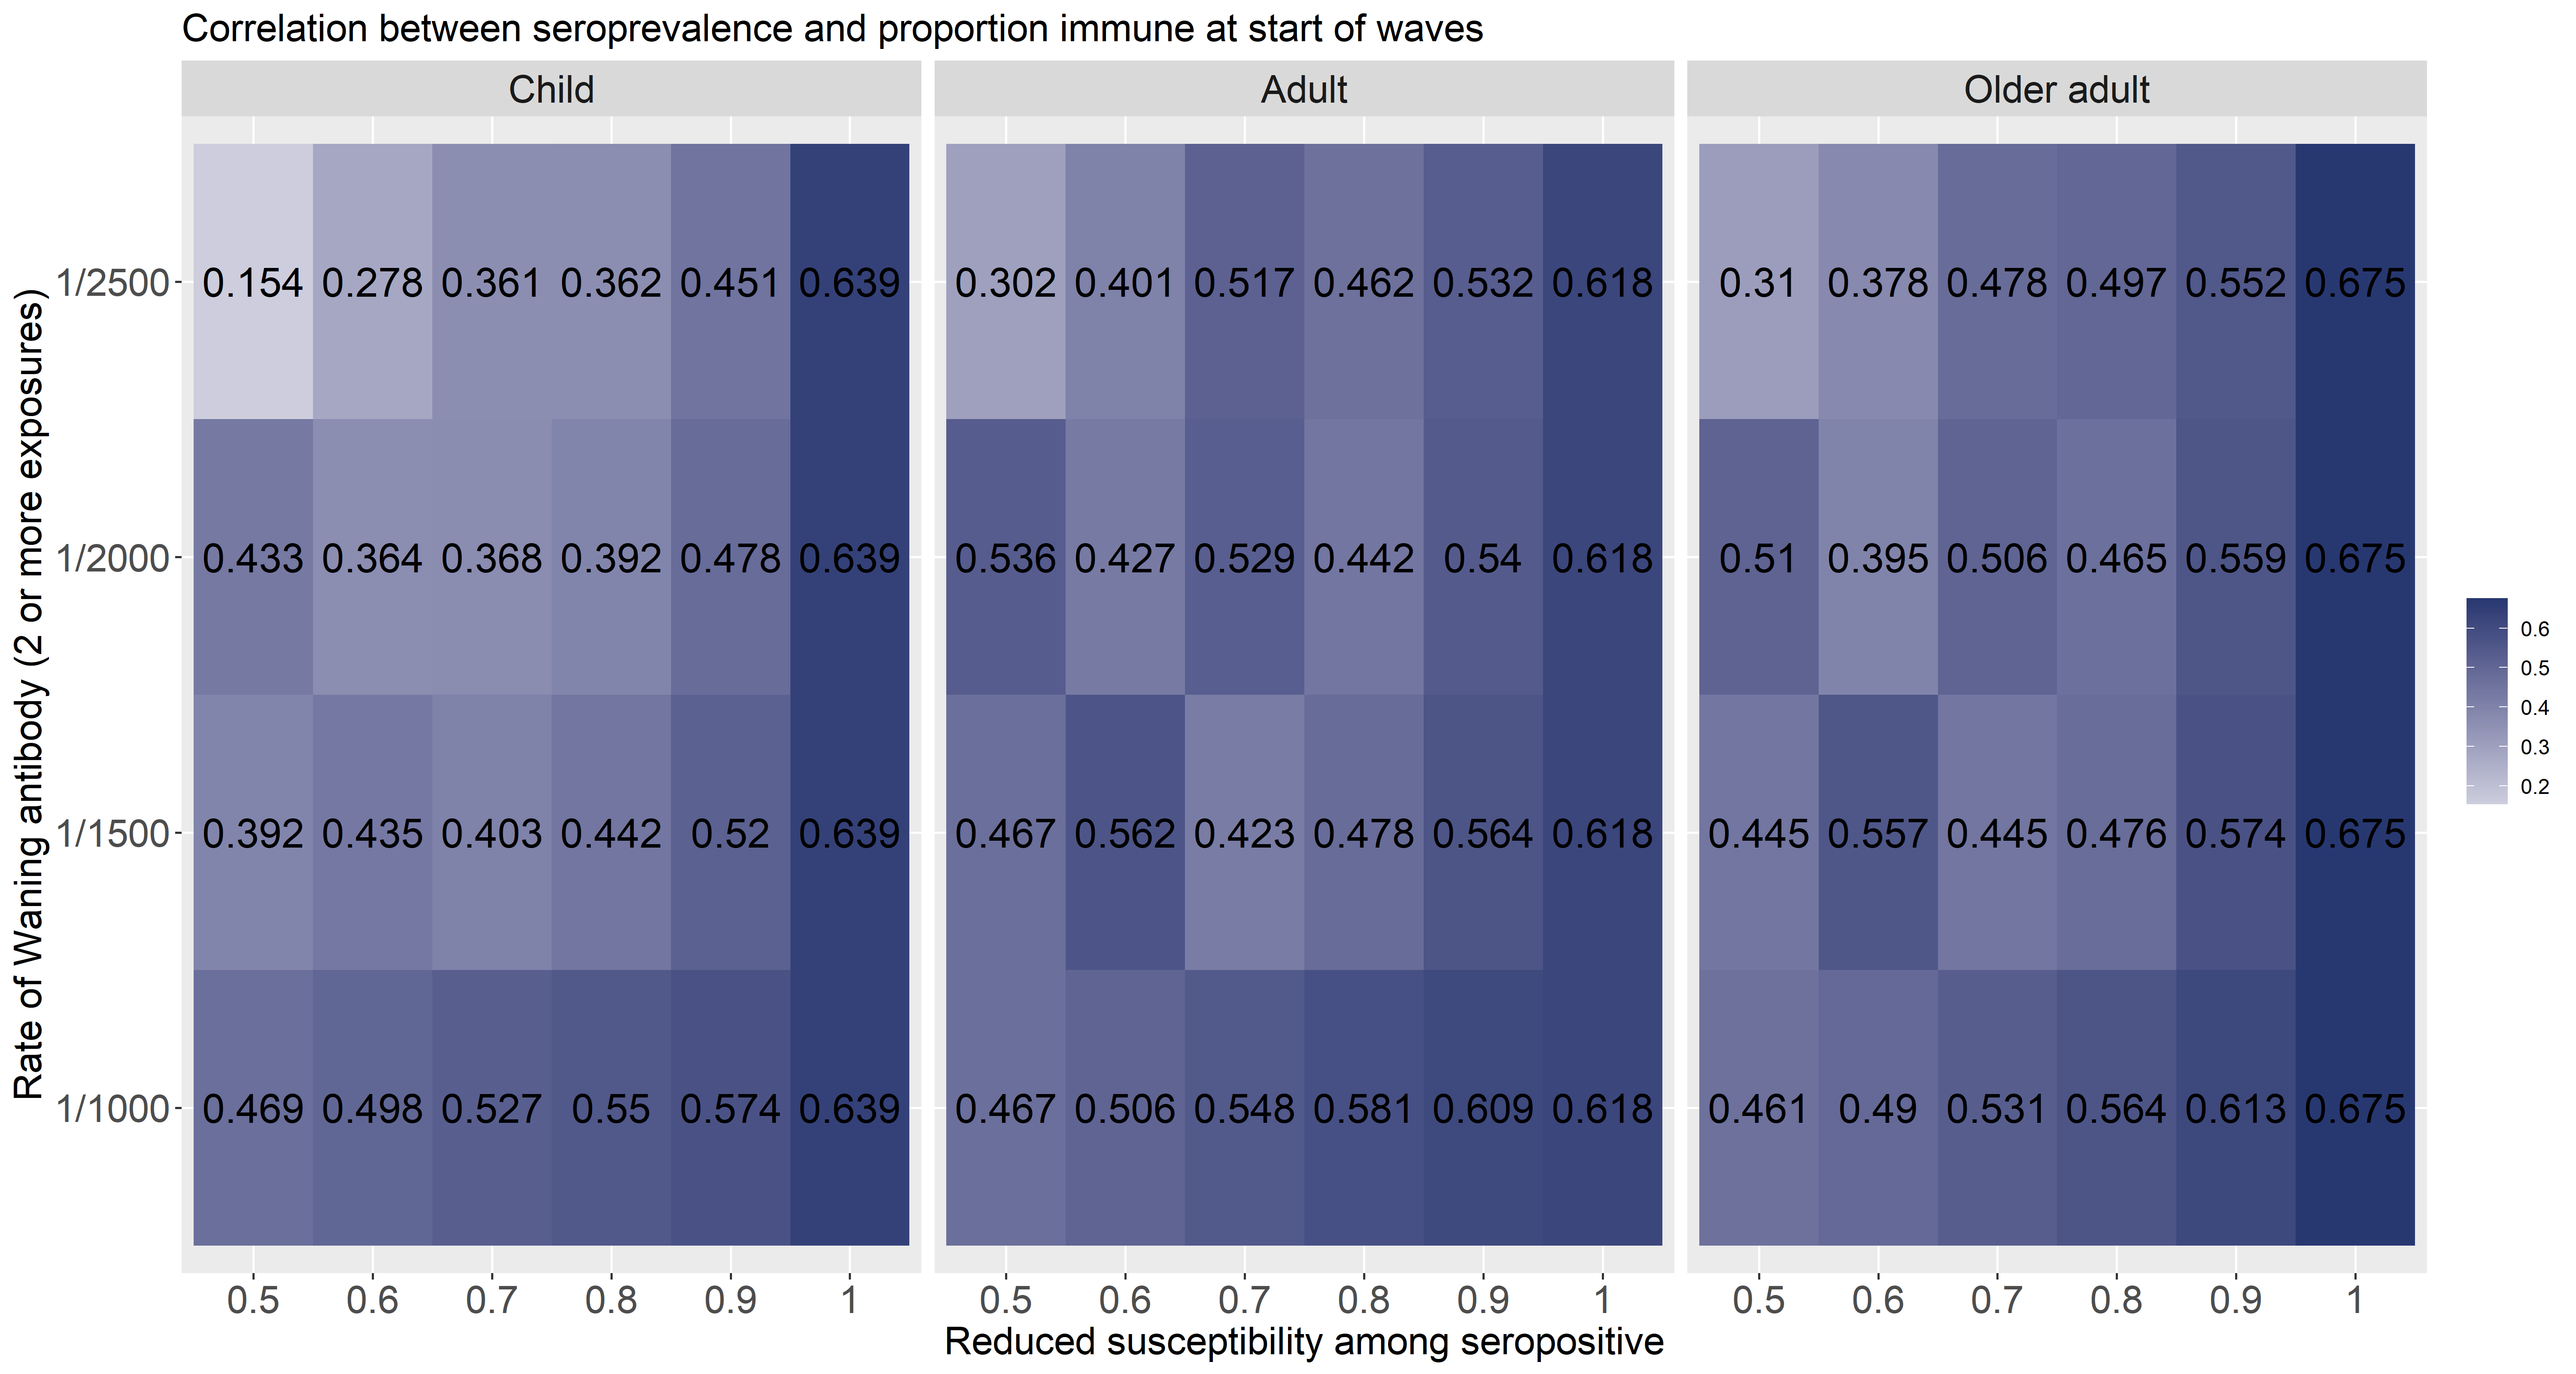 Correlation between seroprevalence and proportion immune at start of waves
Child Adult Older adult
Rate of Waning antibody (2 or more exposures)
1/2500 0.154 0.278 0.361 0.362 0.451 0.639 0.302 0.401 0.517 0.462 0.532 0.618 0.31 0.378 0.478 0.497 0.552 0.675
1/2000 0.433 0.364 0.368 0.392 0.478 0.639 0.536 0.427 0.529 0.442 0.54 0.618 0.51 0.395 0.506 0.465 0.559 0.675
1/1500 0.392 0.435 0.403 0.442 0.52 0.639 0.467 0.562 0.423 0.478 0.564 0.618 0.445 0.557 0.445 0.476 0.574 0.675
1/1000 0.469 0.498 0.527 0.55 0.574 0.639 0.467 0.506 0.548 0.581 0.609 0.618 0.461 0.49 0.531 0.564 0.613 0.675
0.5 0.6 0.7 0.8 0.9 1 0.5 0.6 0.7 0.8 0.9 1 0.5 0.6 0.7 0.8 0.9 1
Reduced susceptibility among seropositive
0.6
0.5
0.4
0.3
0.2